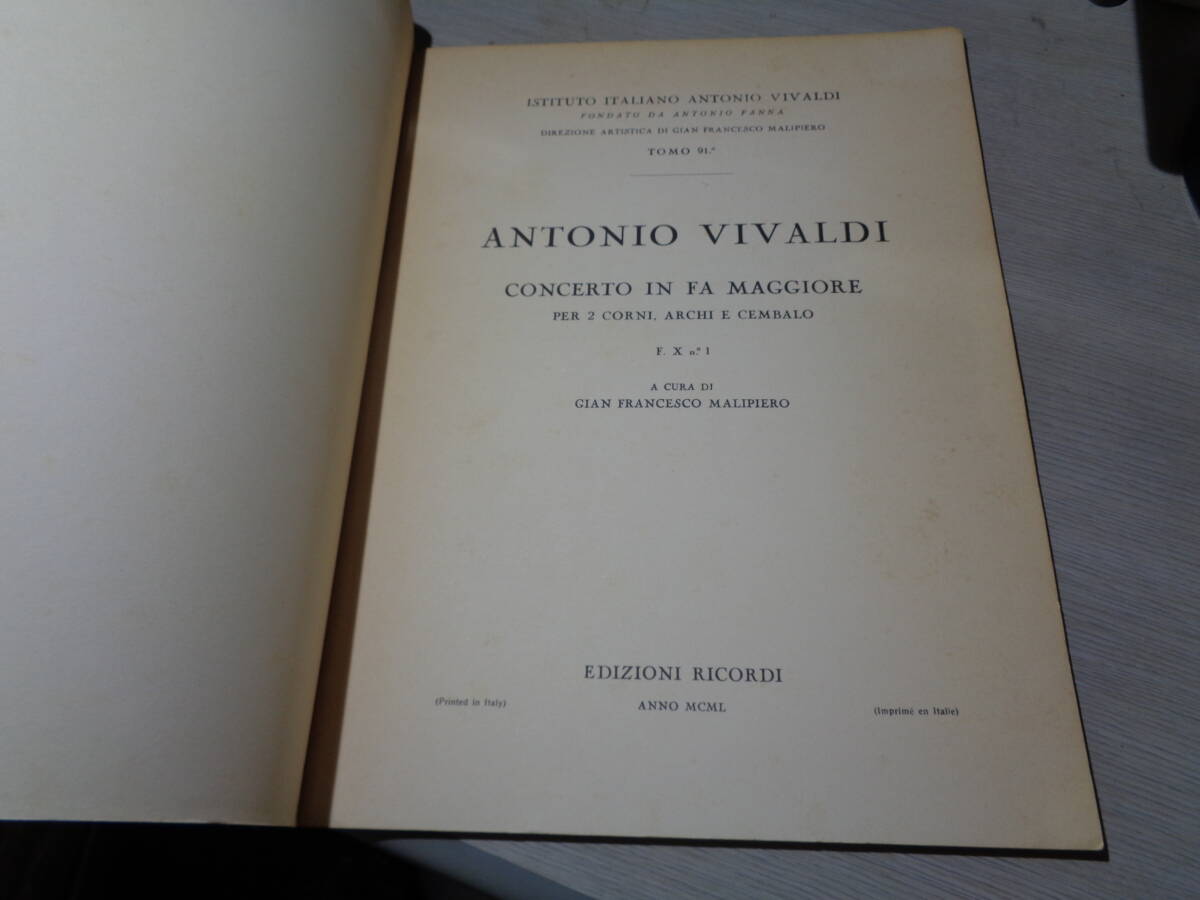 ISTITUTO ITALIANO ANTONIO VIVALDI
FONDATO DA ANTONIO FANNA
DIREZIONE ARTISTICA DI GIAN FRANCESCO MALIPIERO
TOMO 91.º
ANTONIO VIVALDI
CONCERTO IN FA MAGGIORE
PER 2 CORNI, ARCHI E CEMBALO
F. X n.º 1
A CURA DI
GIAN FRANCESCO MALIPIERO
EDIZIONI RICORDI
(Printed in Italy)
ANNO MCML
(Imprimé en Italie)